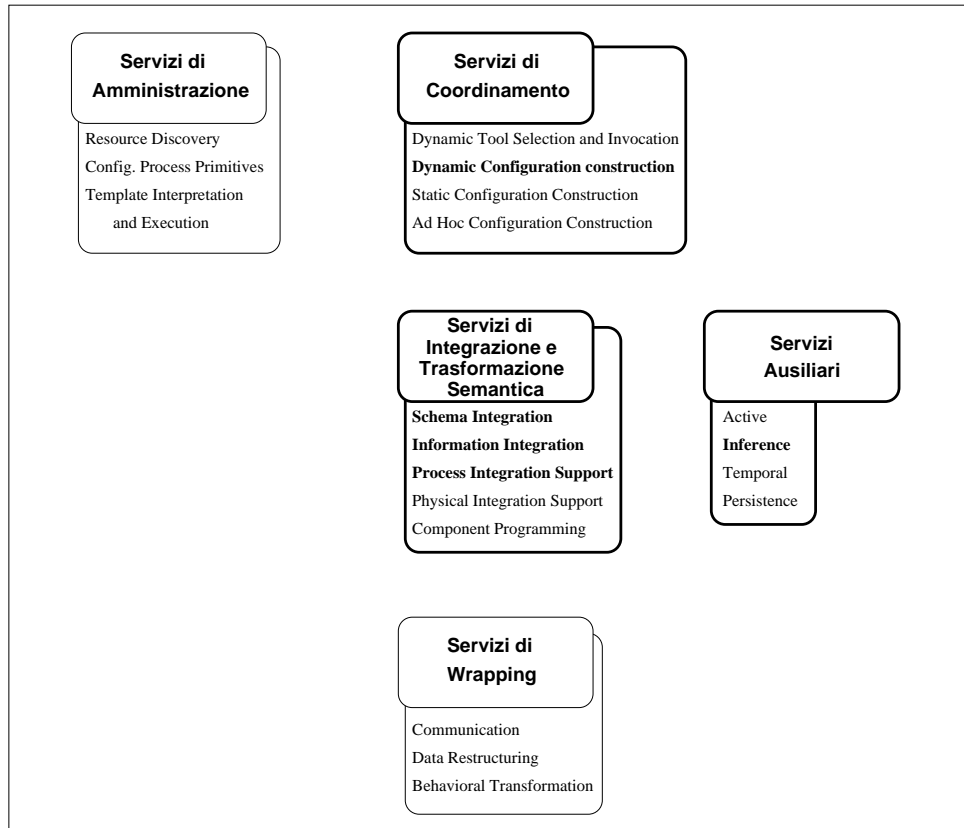 Servizi di
Amministrazione
Resource Discovery
Config. Process Primitives
Template Interpretation
and Execution
Servizi di
Coordinamento
Dynamic Tool Selection and Invocation
Dynamic Configuration construction
Static Configuration Construction
Ad Hoc Configuration Construction
Servizi di
Integrazione e
Trasformazione
Semantica
Schema Integration
Information Integration
Process Integration Support
Physical Integration Support
Component Programming
Servizi
Ausiliari
Active
Inference
Temporal
Persistence
Servizi di
Wrapping
Communication
Data Restructuring
Behavioral Transformation